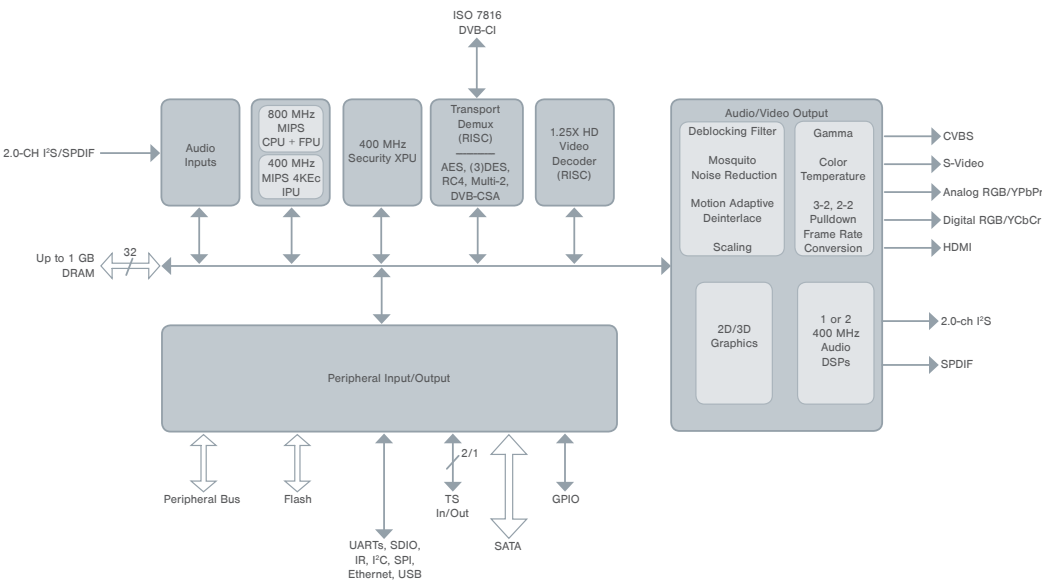 ISO 7816
DVB-CI
2.0-CH I²S/SPDIF
Audio
Inputs
800 MHz
MIPS
CPU + FPU
400 MHz
MIPS 4KEc
IPU
400 MHz
Security XPU
Transport
Demux
(RISC)
AES, (3)DES,
RC4, Multi-2,
DVB-CSA
1.25X HD
Video
Decoder
(RISC)
Audio/Video Output
Deblocking Filter
Mosquito
Noise Reduction
Motion Adaptive
Deinterlace
Scaling
Gamma
Color
Temperature
3-2, 2-2
Pulldown
Frame Rate
Conversion
CVBS
S-Video
Analog RGB/YPbPr
Digital RGB/YCbCr
HDMI
Up to 1 GB
DRAM
32
2D/3D
Graphics
1 or 2
400 MHz
Audio
DSPs
2.0-ch I²S
SPDIF
Peripheral Input/Output
Peripheral Bus
Flash
UARTs, SDIO,
IR, I²C, SPI,
Ethernet, USB
2/1
TS
In/Out
SATA
GPIO